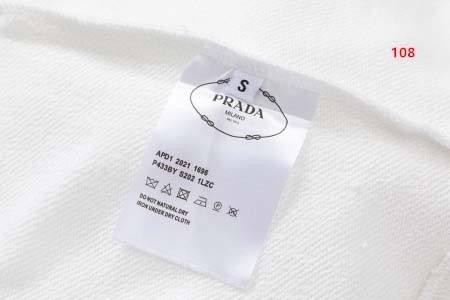 108
S
PRADA
MILANO
APD1 2021 1696
P433BY S202 1LZC
DO NOT NATURAL DRY
IRON UNDER DRY CLOTH